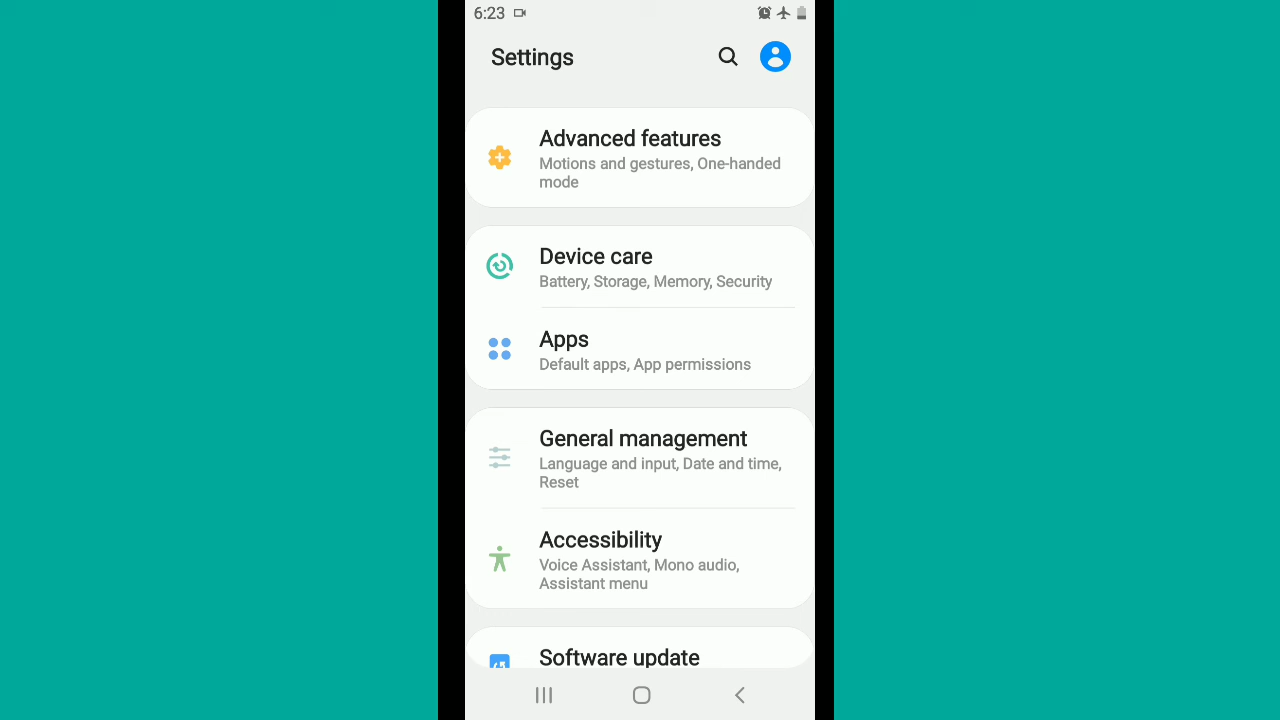 6:23
Settings
Advanced features
Motions and gestures, One-handed
mode
Device care
Battery, Storage, Memory, Security
Apps
Default apps, App permissions
General management
Language and input, Date and time,
Reset
Accessibility
Voice Assistant, Mono audio,
Assistant menu
Software update